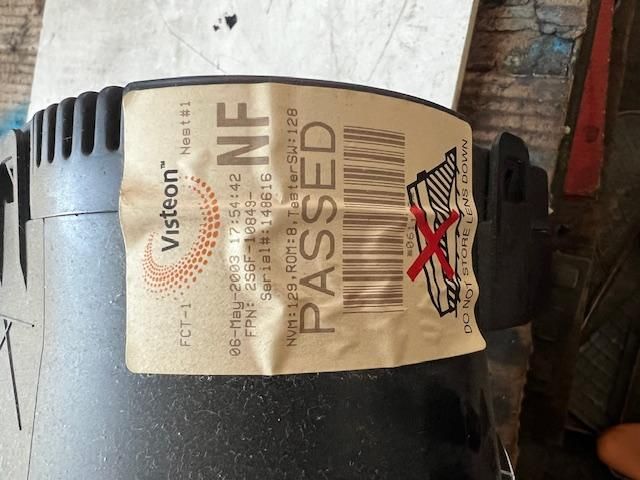 Visteon™
FCT-1 Nest#1
06-May-2003 17:54:42
FPN: 2S6F-10849-
Serial#:148616
NF
NVM:129,ROM:8,TesterSW:128
PASSED
DO NOT STORE LENS DOWN